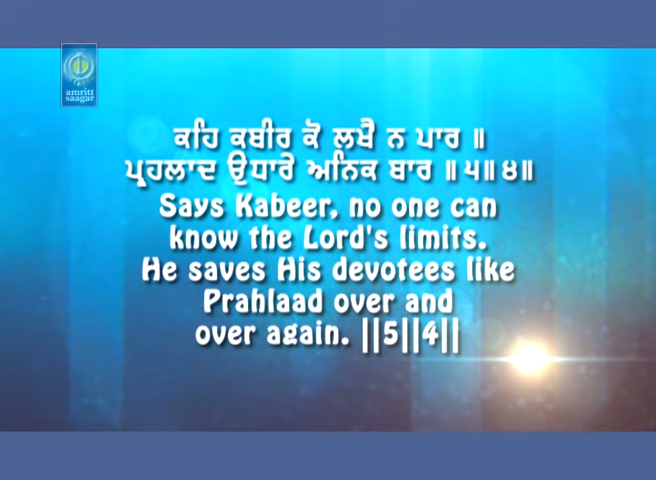 amritt
saagar
ਕਹਿ ਕਬੀਰ ਕੋ ਲਖੈ ਨ ਪਾਰ ॥
ਪ੍ਰਹਲਾਦ ਉਧਾਰੇ ਅਨਿਕ ਬਾਰ ॥੫॥੪॥
Says Kabeer, no one can
know the Lord's limits.
He saves His devotees like
Prahlaad over and
over again. ||5||4||